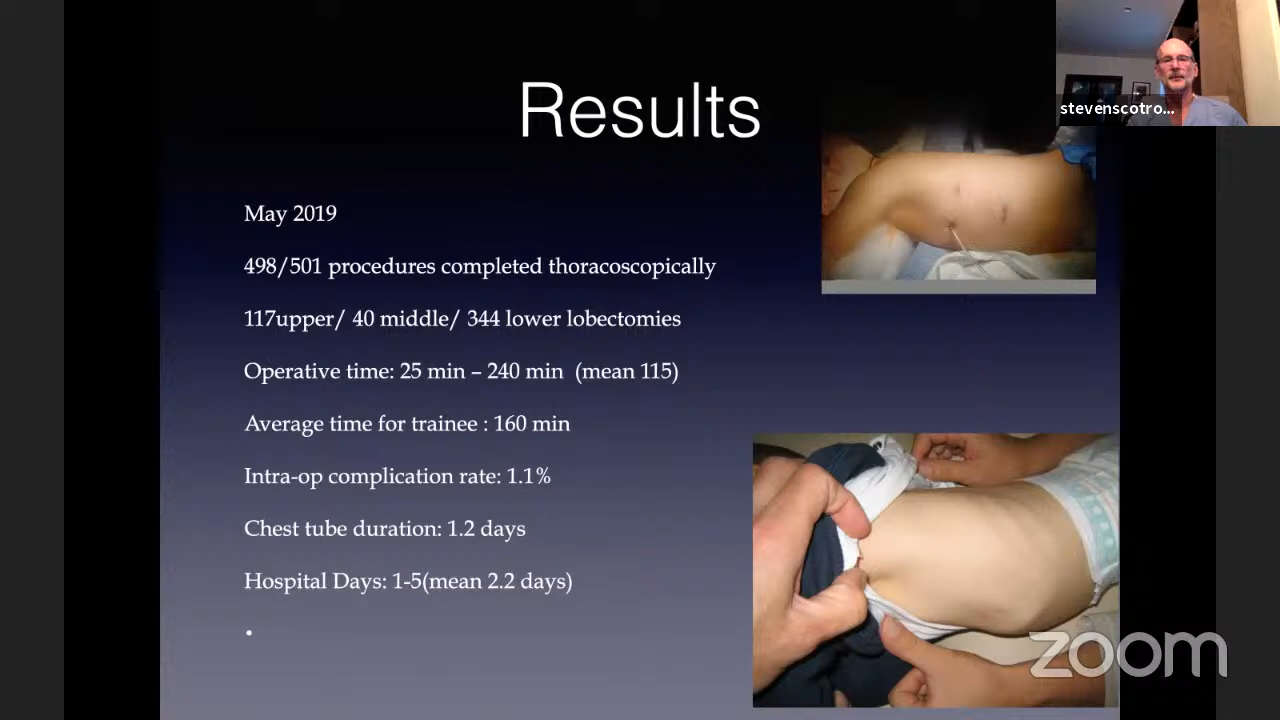 Results
stevenscotro...
May 2019
498/501 procedures completed thoracoscopically
117upper/ 40 middle/ 344 lower lobectomies
Operative time: 25 min – 240 min (mean 115)
Average time for trainee : 160 min
Intra-op complication rate: 1.1%
Chest tube duration: 1.2 days
Hospital Days: 1-5(mean 2.2 days)
•
zoom